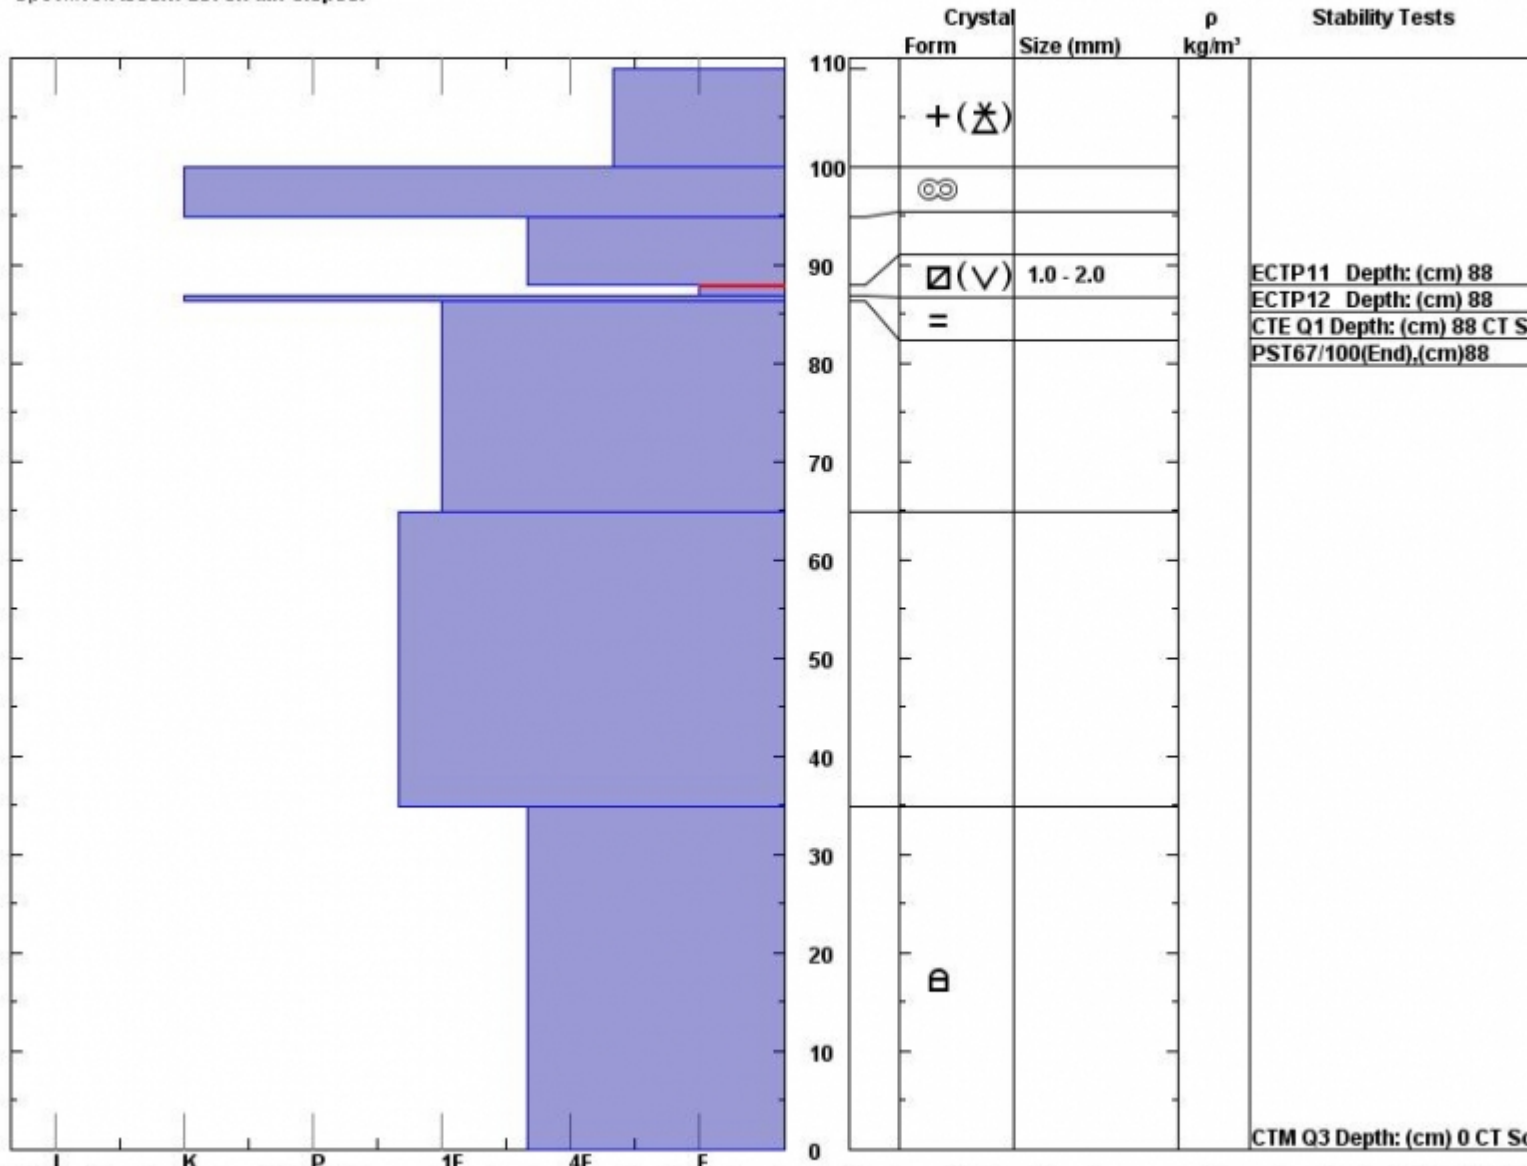 Crystal ρ Stability Tests
Form Size (mm) kg/m³
110
+ (
)
100
90
( ) 1.0 - 2.0
ECTP11 Depth: (cm) 88
ECTP12 Depth: (cm) 88
=
CTE Q1 Depth: (cm) 88 CT S
80
PST67/100(End),(cm)88
70
60
50
40
30
20
10
0
CTM Q3 Depth: (cm) 0 CT Sc
I K P 1F 4F F